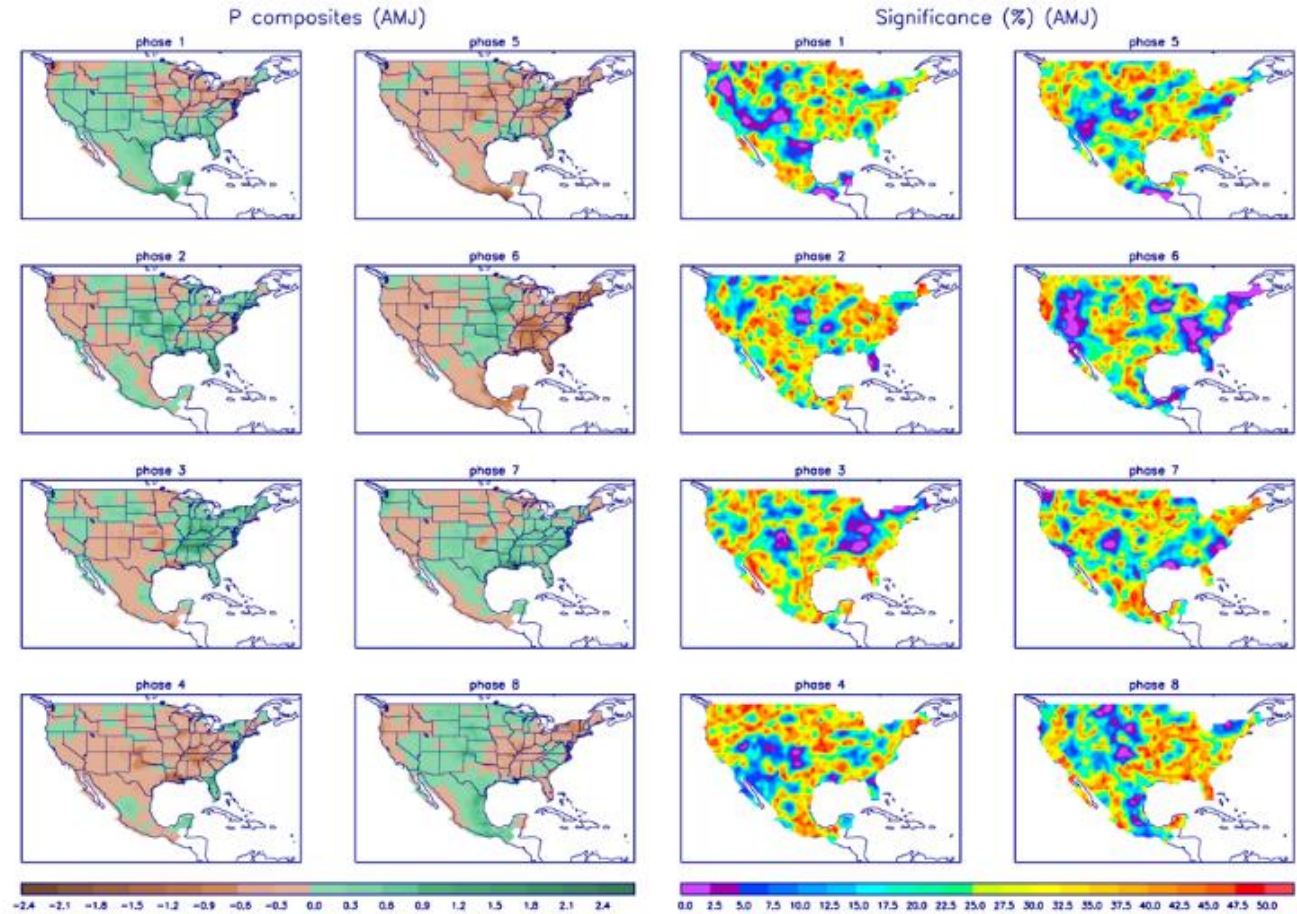 P composites (AMJ)
Significance (%) (AMJ)
phase 1
phase 5
phase 1
phase 5
phase 2
phase 6
phase 2
phase 6
phase 3
phase 7
phase 3
phase 7
phase 4
phase 8
phase 4
phase 8
-2.4 -2.1 -1.8 -1.5 -1.2 -0.9 -0.6 -0.3 0.0 0.3 0.6 0.9 1.2 1.5 1.8 2.1 2.4
0.0 2.5 5.0 7.5 10.0 12.5 15.0 17.5 20.0 22.5 25.0 27.5 30.0 32.5 35.0 37.5 40.0 42.5 45.0 47.5 50.0